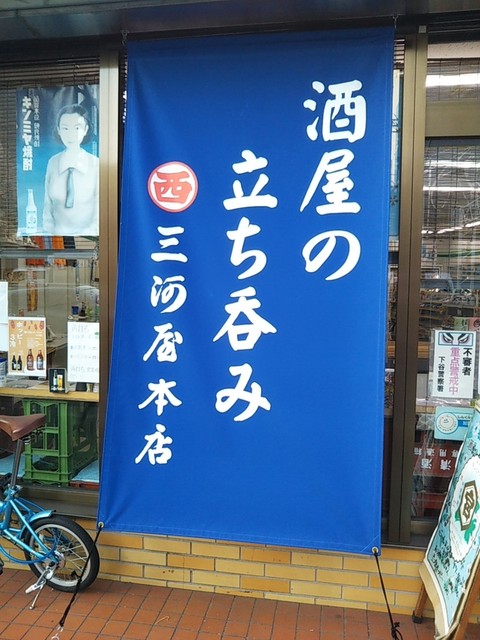 酒屋の
立ち呑み
西
三河屋本店
キンミヤ焼酎
不審者
重点警戒中
下谷警察署